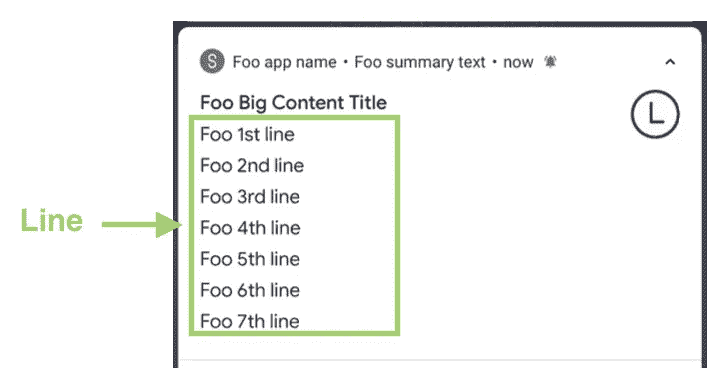 S Foo app name • Foo summary text • now
Foo Big Content Title
L
Foo 1st line
Foo 2nd line
Foo 3rd line
Line
Foo 4th line
Foo 5th line
Foo 6th line
Foo 7th line